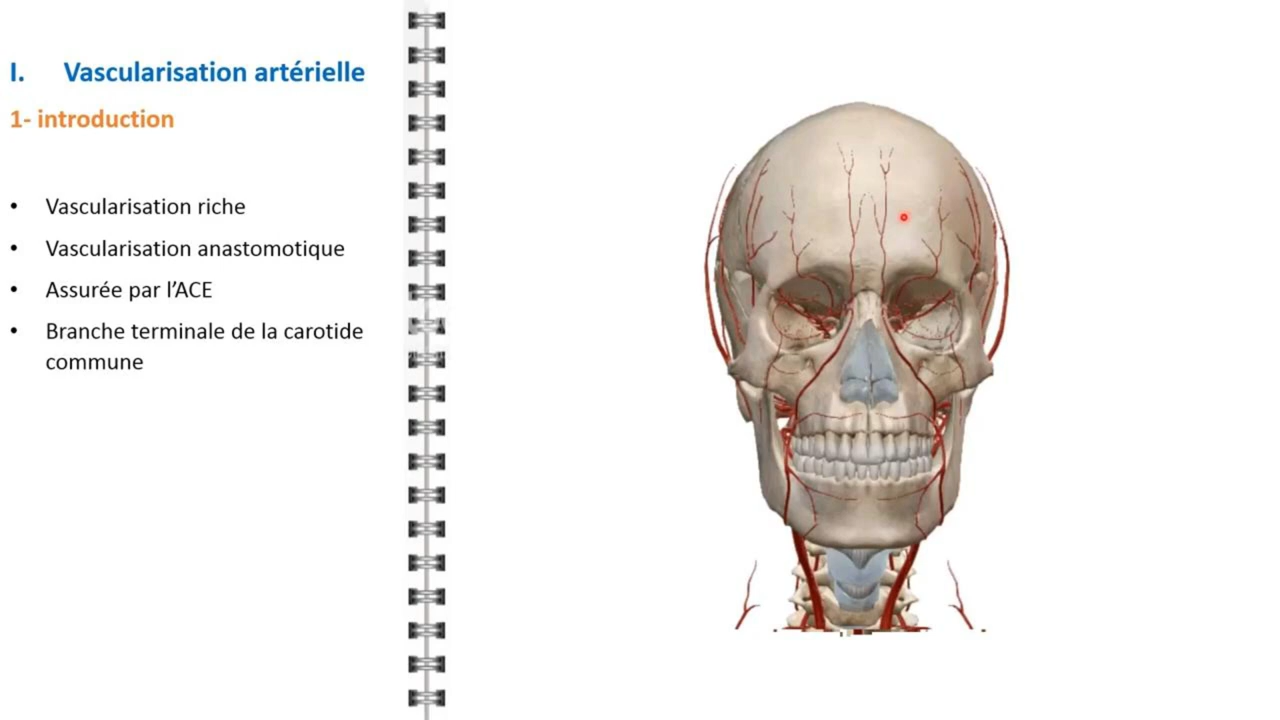 I. Vascularisation artérielle
1- introduction
• Vascularisation riche
• Vascularisation anastomotique
• Assurée par l’ACE
• Branche terminale de la carotide
commune